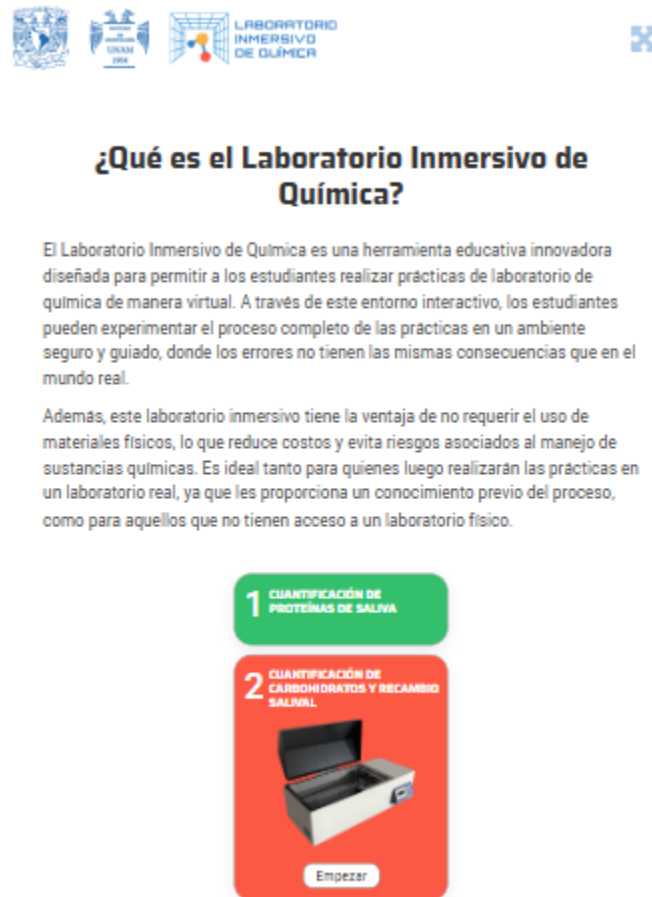 UNAM
1904
LABORATORIO
INMERSIVO
DE QUÍMICA
¿Qué es el Laboratorio Inmersivo de
Química?
El Laboratorio Inmersivo de Química es una herramienta educativa innovadora
diseñada para permitir a los estudiantes realizar prácticas de laboratorio de
química de manera virtual. A través de este entorno interactivo, los estudiantes
pueden experimentar el proceso completo de las prácticas en un ambiente
seguro y guiado, donde los errores no tienen las mismas consecuencias que en el
mundo real.
Además, este laboratorio inmersivo tiene la ventaja de no requerir el uso de
materiales físicos, lo que reduce costos y evita riesgos asociados al manejo de
sustancias químicas. Es ideal tanto para quienes luego realizarán las prácticas en
un laboratorio real, ya que les proporciona un conocimiento previo del proceso,
como para aquellos que no tienen acceso a un laboratorio físico.
1 CUANTIFICACIÓN DE
PROTEÍNAS DE SALIVA
2 CUANTIFICACIÓN DE
CARBOHIDRATOS Y RECAMBIO
SALIVAL
Empezar